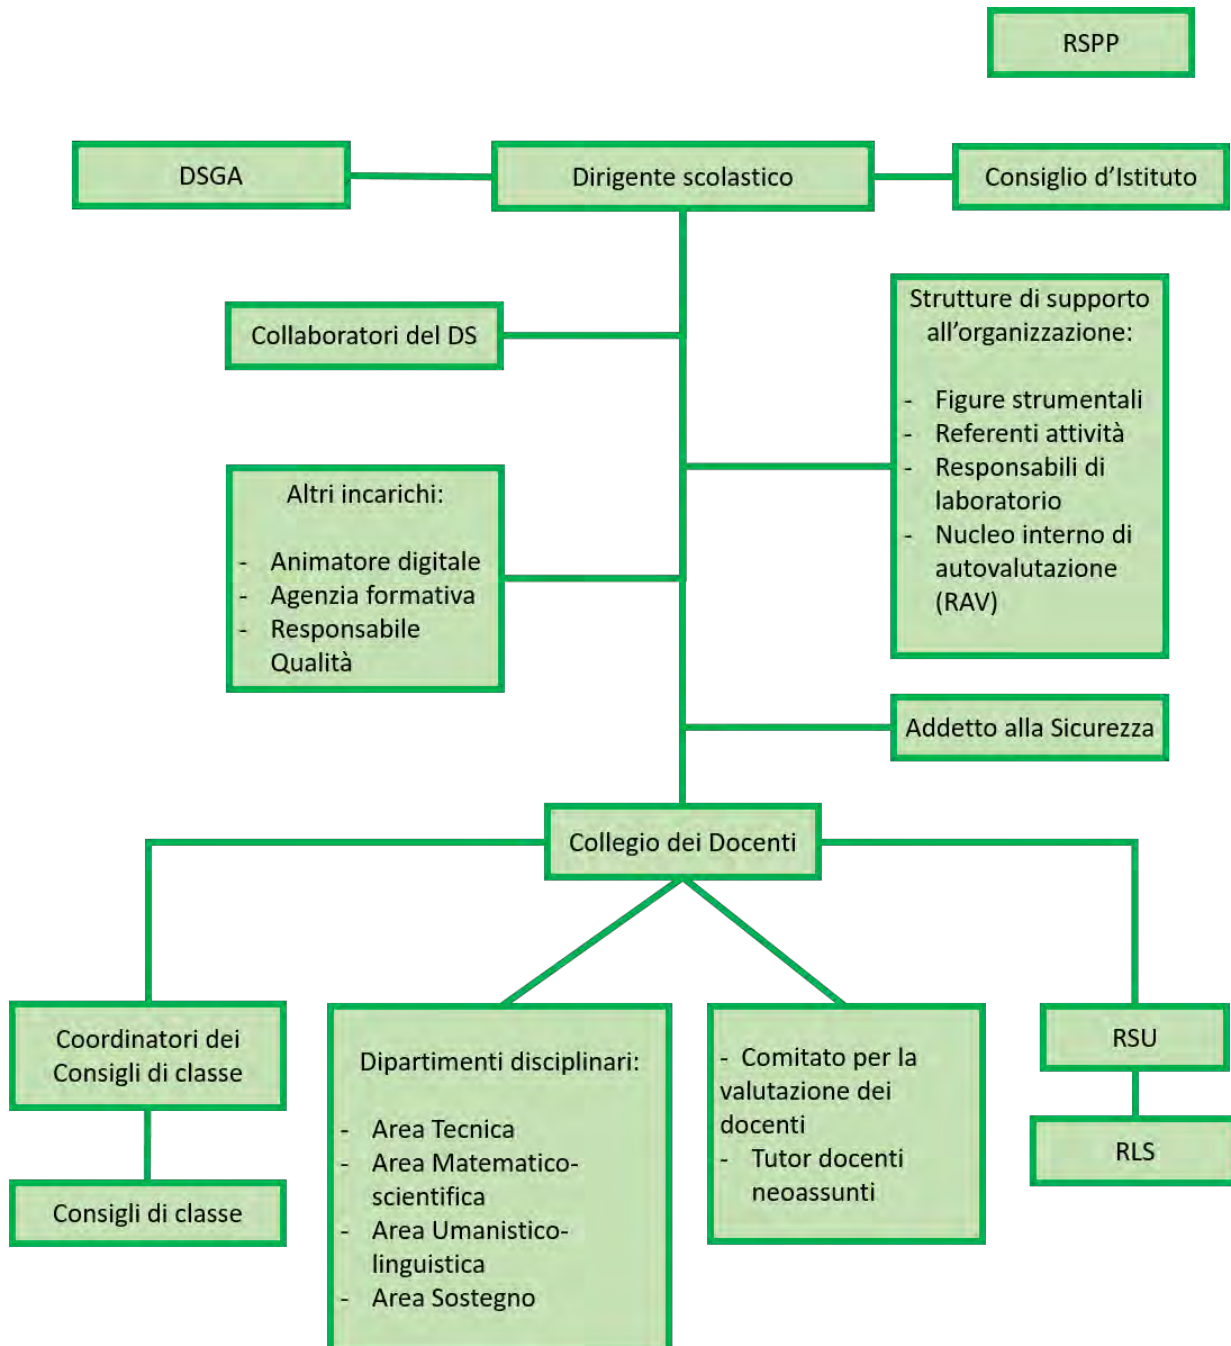 RSPP
DSGA
Dirigente scolastico
Consiglio d'Istituto
Collaboratori del DS
Strutture di supporto
all'organizzazione:
- Figure strumentali
- Referenti attività
- Responsabili di
laboratorio
- Nucleo interno di
autovalutazione
(RAV)
Altri incarichi:
- Animatore digitale
- Agenzia formativa
- Responsabile
Qualità
Addetto alla Sicurezza
Collegio dei Docenti
Coordinatori dei
Consigli di classe
Consigli di classe
Dipartimenti disciplinari:
- Area Tecnica
- Area Matematico-
scientifica
- Area Umanistico-
linguistica
- Area Sostegno
- Comitato per la
valutazione dei
docenti
- Tutor docenti
neoassunti
RSU
RLS